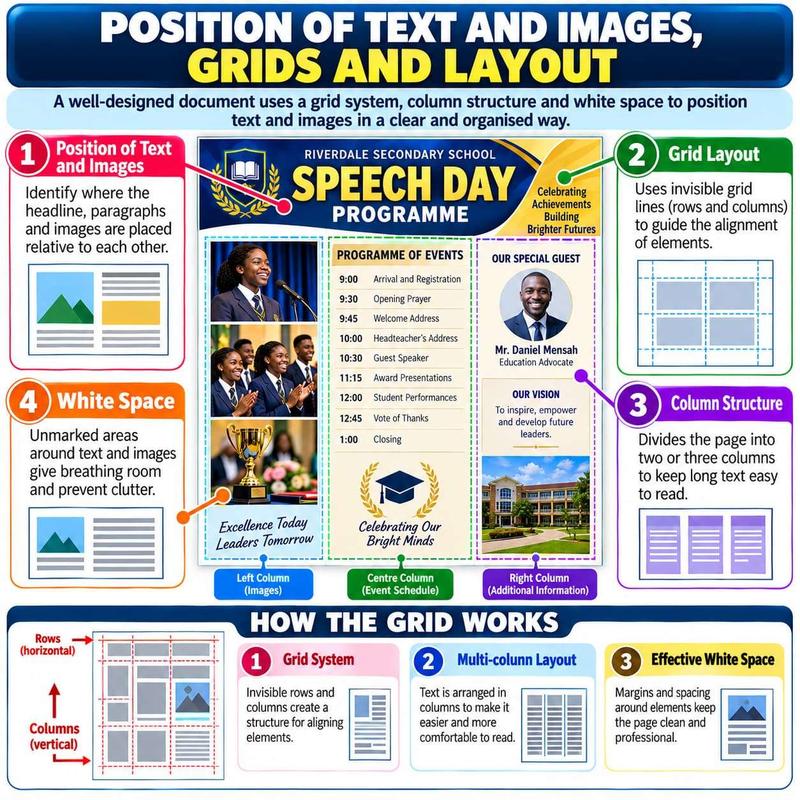 POSITION OF TEXT AND IMAGES,
GRIDS AND LAYOUT
A well-designed document uses a grid system, column structure and white space to position
text and images in a clear and organised way.
1 Position of Text
and Images
Identify where the
headline, paragraphs
and images are placed
relative to each other.
RIVERDALE SECONDARY SCHOOL
SPEECH DAY
PROGRAMME
Celebrating
Achievements
Building
Brighter Futures
2 Grid Layout
Uses invisible grid
lines (rows and columns)
to guide the alignment
of elements.
4 White Space
Unmarked areas
around text and images
give breathing room
and prevent clutter.
Excellence Today
Leaders Tomorrow
PROGRAMME OF EVENTS
9:00 Arrival and Registration
9:30 Opening Prayer
9:45 Welcome Address
10:00 Headteacher's Address
10:30 Guest Speaker
11:15 Award Presentations
12:00 Student Performances
12:45 Vote of Thanks
1:00 Closing
Celebrating Our
Bright Minds
OUR SPECIAL GUEST
Mr. Daniel Mensah
Education Advocate
OUR VISION
To inspire, empower
and develop future
leaders.
3 Column Structure
Divides the page into
two or three columns
to keep long text easy
to read.
Left Column
(Images)
Centre Column
(Event Schedule)
Right Column
(Additional Information)
HOW THE GRID WORKS
Rows
(horizontal)
Columns
(vertical)
1 Grid System
Invisible rows and
columns create a
structure for aligning
elements.
2 Multi-colunn Layout
Text is arranged in
columns to make it
easier and more
comfortable to read.
3 Effective White Space
Margins and spacing
around elements keep
the page clean and
professional.